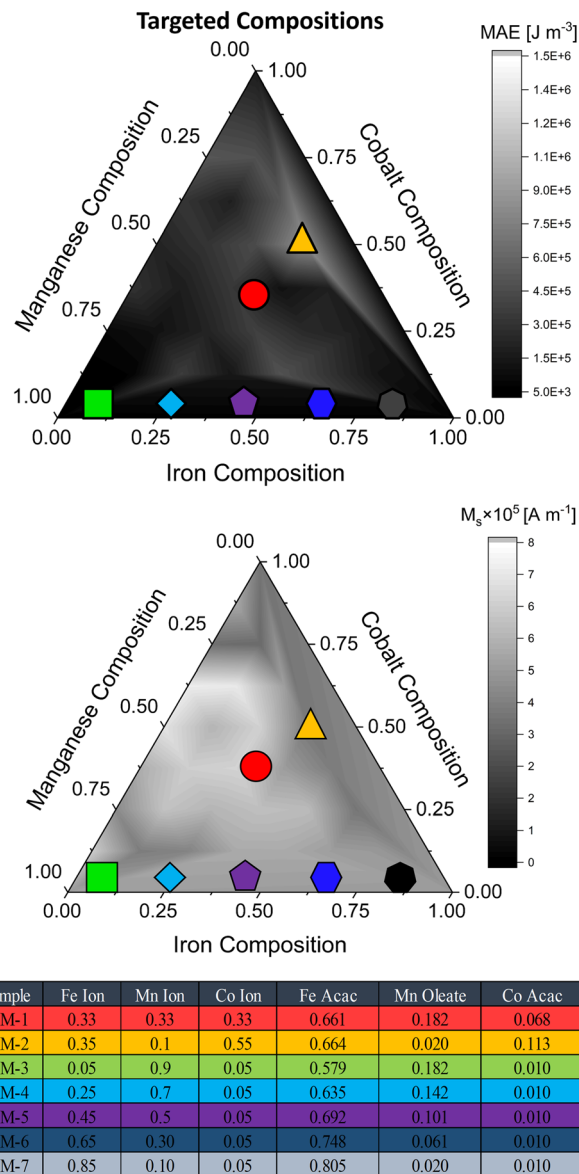 Targeted Compositions
MAE [J m⁻³]
0.00
1.00
1.5E+6
1.4E+6
1.2E+6
1.1E+6
9.0E+5
7.5E+5
6.0E+5
4.5E+5
3.0E+5
1.5E+5
5.0E+3
Manganese Composition
0.25
0.50
0.75
1.00
Cobalt Composition
0.75
0.50
0.25
0.00
0.00
0.25
0.50
0.75
1.00
Iron Composition
Mₛ×10⁵ [A m⁻¹]
0.00
1.00
8
7
6
6
5
4
3
2
2
1
0
Manganese Composition
0.25
0.50
0.75
1.00
Cobalt Composition
0.75
0.50
0.25
0.00
0.00
0.25
0.50
0.75
1.00
Iron Composition
mple Fe Ion Mn Ion Co Ion Fe Acac Mn Oleate Co Acac
M-1 0.33 0.33 0.33 0.661 0.182 0.068
M-2 0.35 0.1 0.55 0.664 0.020 0.113
M-3 0.05 0.9 0.05 0.579 0.182 0.010
M-4 0.25 0.7 0.05 0.635 0.142 0.010
M-5 0.45 0.5 0.05 0.692 0.101 0.010
M-6 0.65 0.30 0.05 0.748 0.061 0.010
M-7 0.85 0.10 0.05 0.805 0.020 0.010